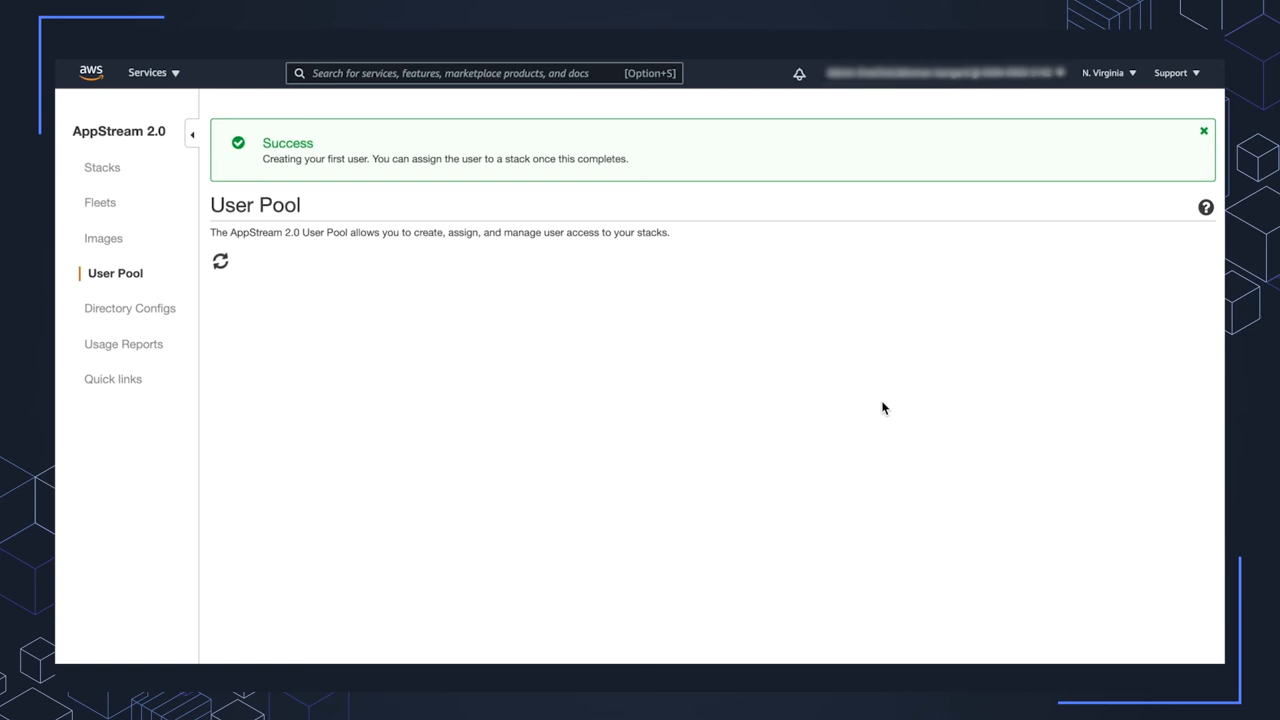 aws
Services
Search for services, features, marketplace products, and docs [Option+S]
N. Virginia
Support
AppStream 2.0
Stacks
Fleets
Images
User Pool
Directory Configs
Usage Reports
Quick links
Success
Creating your first user. You can assign the user to a stack once this completes.
User Pool
The AppStream 2.0 User Pool allows you to create, assign, and manage user access to your stacks.